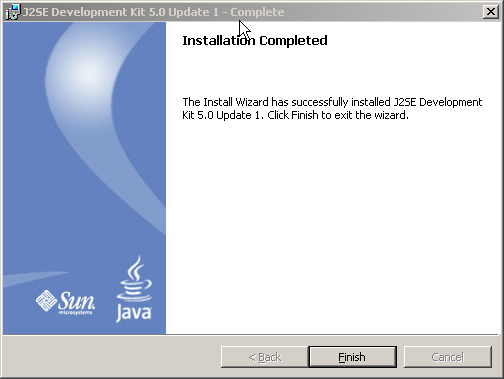 J2SE Development Kit 5.0 Update 1 - Complete
Installation Completed
The Install Wizard has successfully installed J2SE Development
Kit 5.0 Update 1. Click Finish to exit the wizard.
Sun
microsystems
Java
< Back
Finish
Cancel